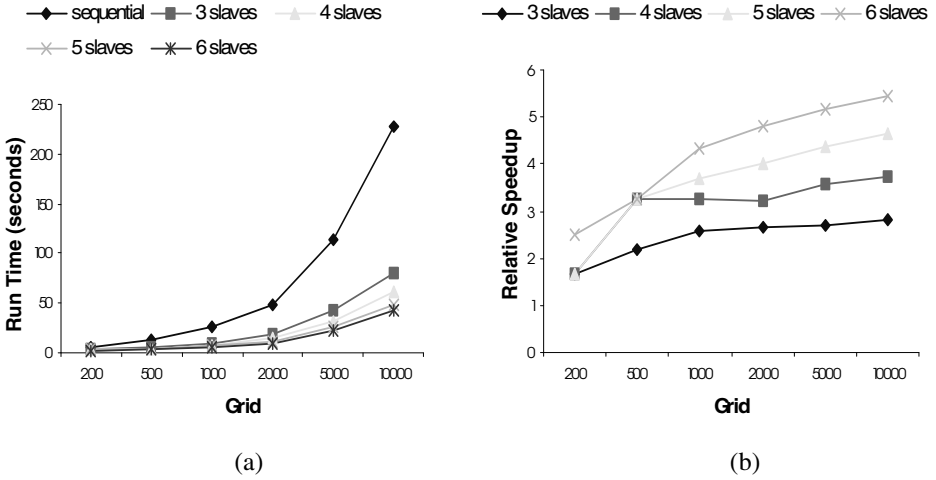 sequential 3 slaves 4 slaves
5 slaves 6 slaves
Run Time (seconds)
250
200
150
100
50
0
200 500 1000 2000 5000 10000
Grid
(a)
3 slaves 4 slaves 5 slaves 6 slaves
Relative Speedup
6
5
4
3
2
1
0
200 500 1000 2000 5000 10000
Grid
(b)